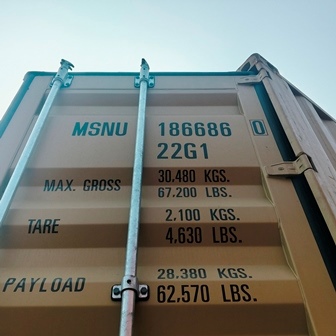 MSNU 186686 0
22G1
MAX. GROSS 30,480 KGS.
67,200 LBS.
TARE 2,100 KGS.
4,630 LBS.
PAYLOAD 28,380 KGS.
62,570 LBS.